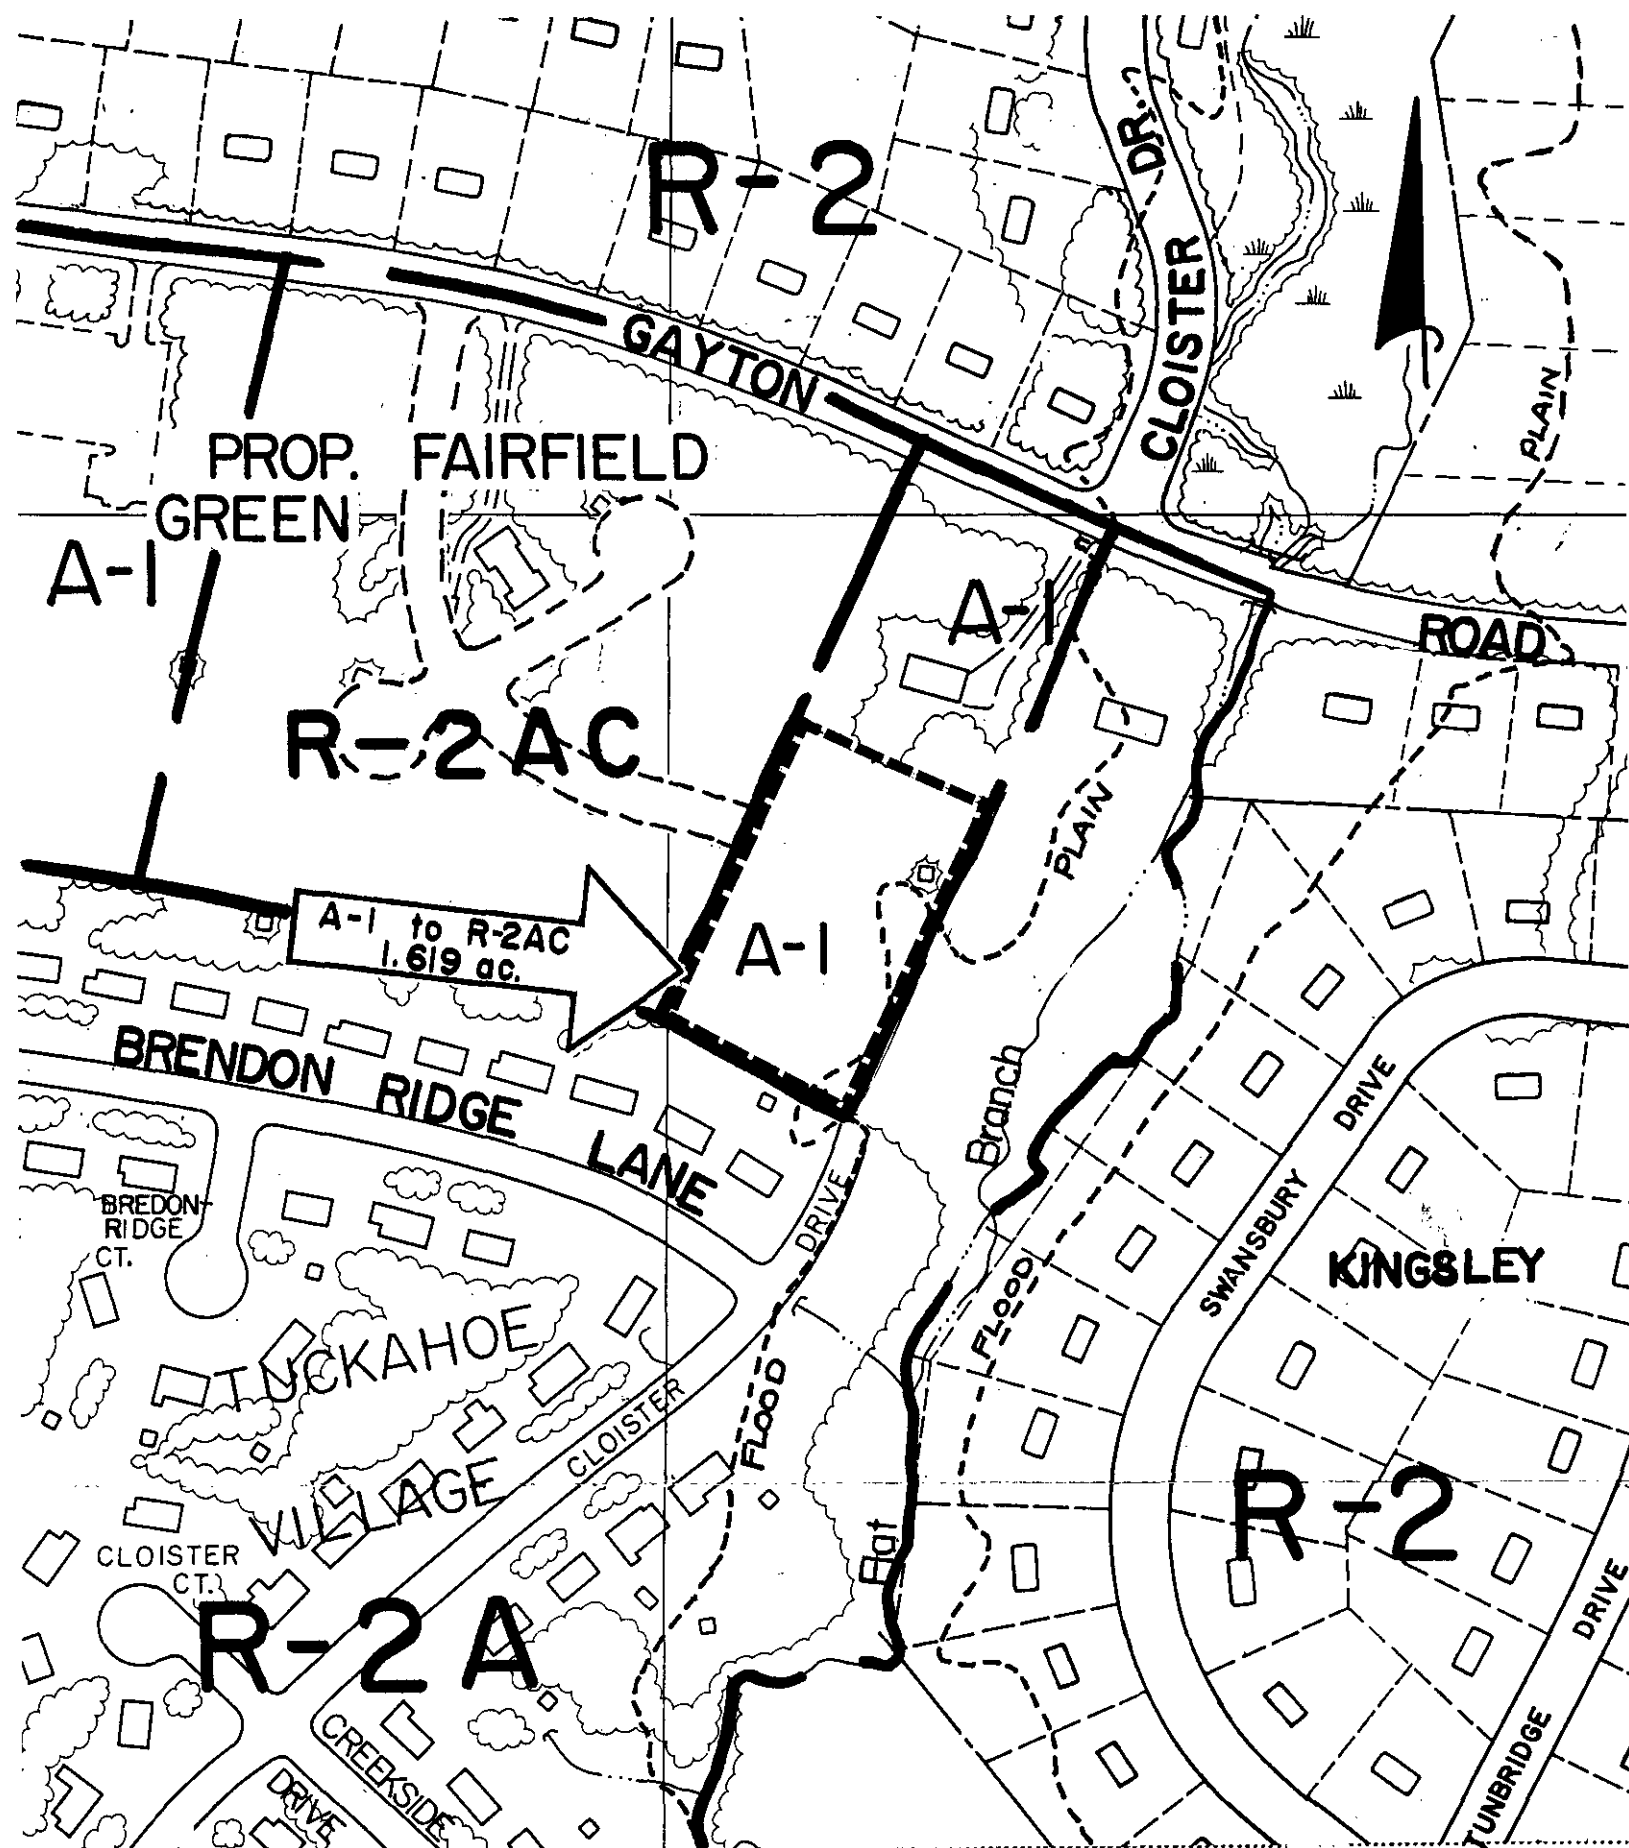 R-2
DR.
CLOISTER
GAYTON
PLAIN
PROP. FAIRFIELD
GREEN
A-1
A-1
ROAD
R-2AC
PLAIN
A-1 to R-2AC
1.619 ac.
A-1
BRENDON RIDGE LANE
Branch
DRIVE
SWANSBURY
BREDON-
RIDGE
CT.
DRIVE
FLOOD
KINGSLEY
TUCKAHOE
VILLAGE
CLOISTER
FLOOD
R-2
Flat
CLOISTER
CT.
R-2A
DRIVE
TUNBRIDGE
CREEKSIDE
DRIVE